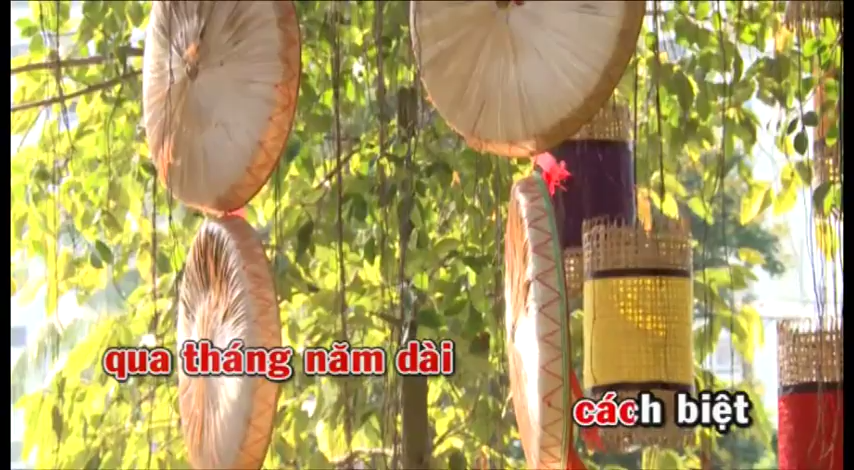 qua tháng năm dài
cách biệt